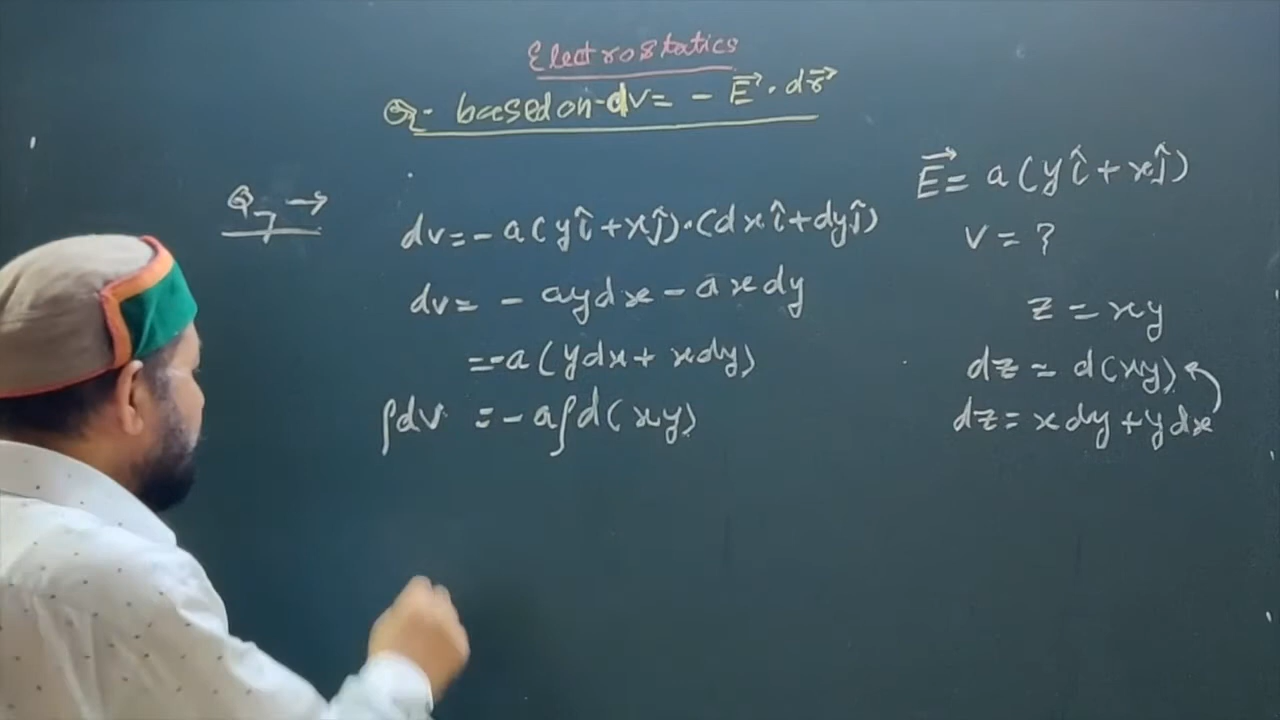 Electrostatics
Q. based on dv = - E⃗ . dr⃗
Q7 →
dv = - a(yî + xĵ) . (dxî + dyĵ)
dv = - aydx - axdy
= - a(ydx + xdy)
∫dv = - a∫d(xy)
E⃗ = a(yî + xĵ)
v = ?
z = xy
dz = d(xy)
dz = xdy + ydx